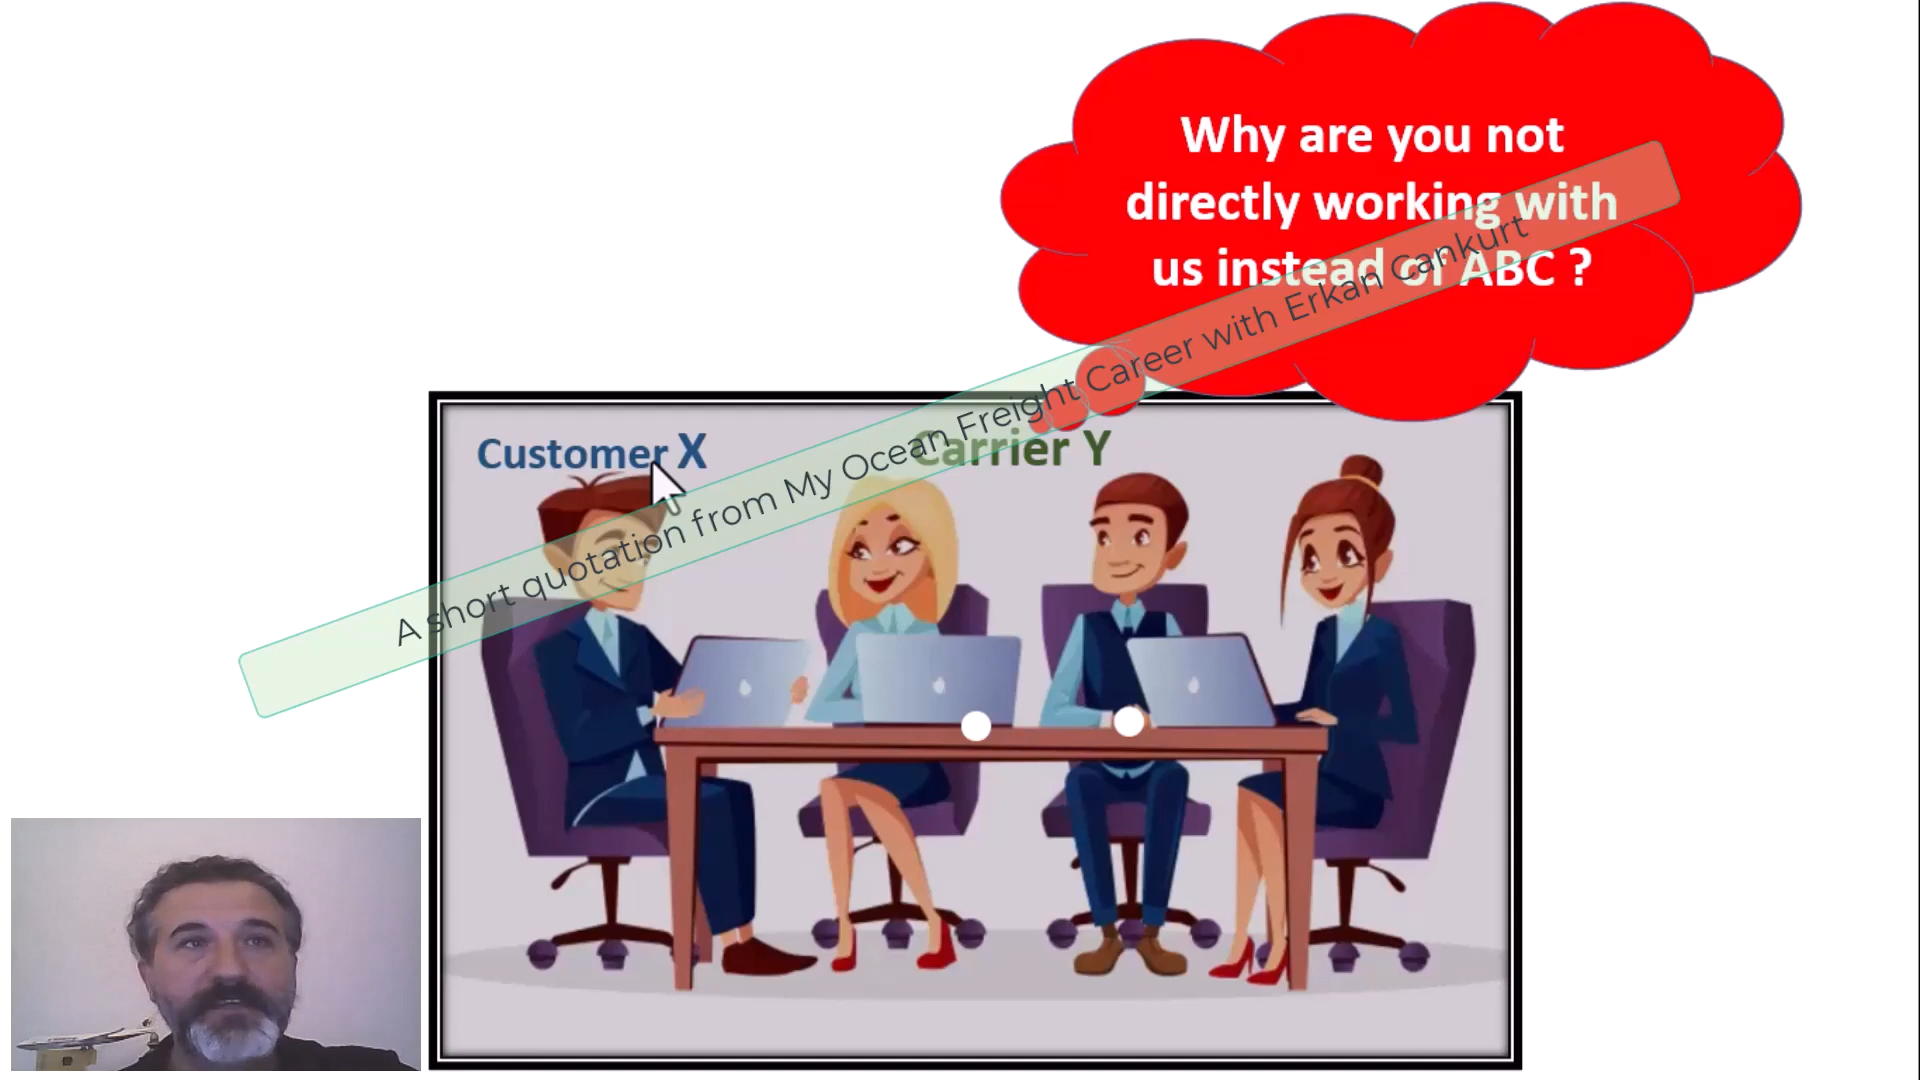 Why are you not
directly working with
us instead of ABC ?
A short quotation from My Ocean Freight Career with Erkan Cankurt
Customer X
Carrier Y